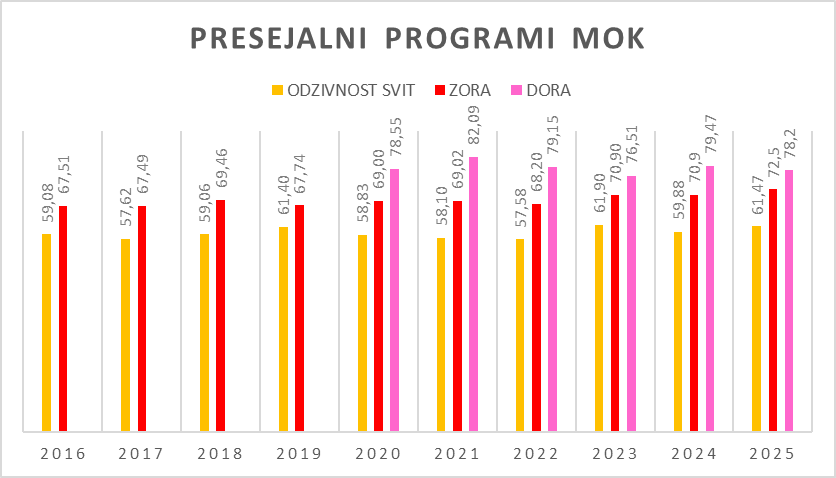 PRESEJALNI PROGRAMI MOK
ODZIVNOST SVIT ZORA DORA
59,08 67,51
57,62 67,49
59,06 69,46
61,40 67,74
58,83 69,00 78,55
58,10 69,02 82,09
57,58 68,20 79,15
61,90 70,90 76,51
59,88 70,9 79,47
61,47 72,5 78,2
2016 2017 2018 2019 2020 2021 2022 2023 2024 2025